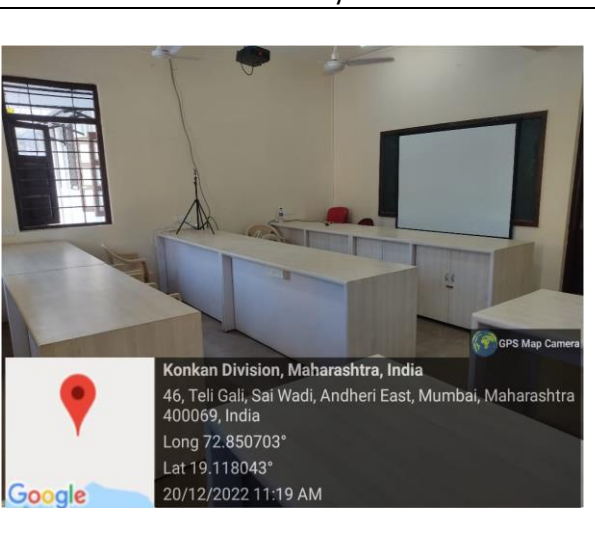 GPS Map Camera
Konkan Division, Maharashtra, India
46, Teli Gali, Sai Wadi, Andheri East, Mumbai, Maharashtra
400069, India
Long 72.850703°
Lat 19.118043°
20/12/2022 11:19 AM
Google